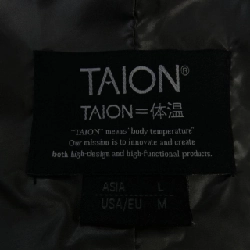 TAION®
TAION=体温
"TAION" means "body temperature"
Our mission is to innovate and create
both high-design and high-functional products.
ASIA L
USA/EU M